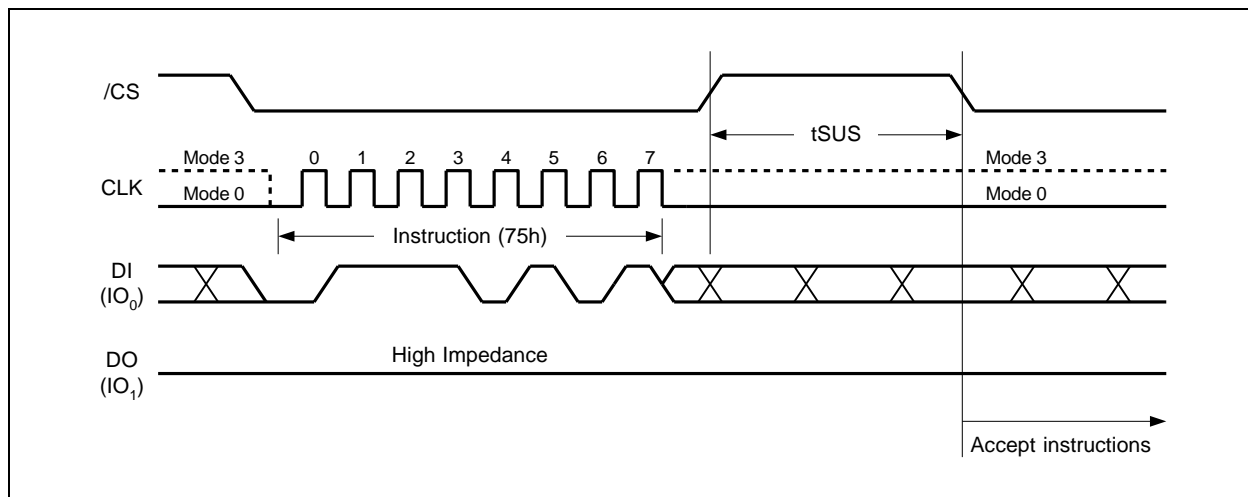 /CS
tSUS
Mode 3 0 1 2 3 4 5 6 7 Mode 3
CLK
Mode 0 Mode 0
Instruction (75h)
DI
(IO0)
High Impedance
DO
(IO1)
Accept instructions